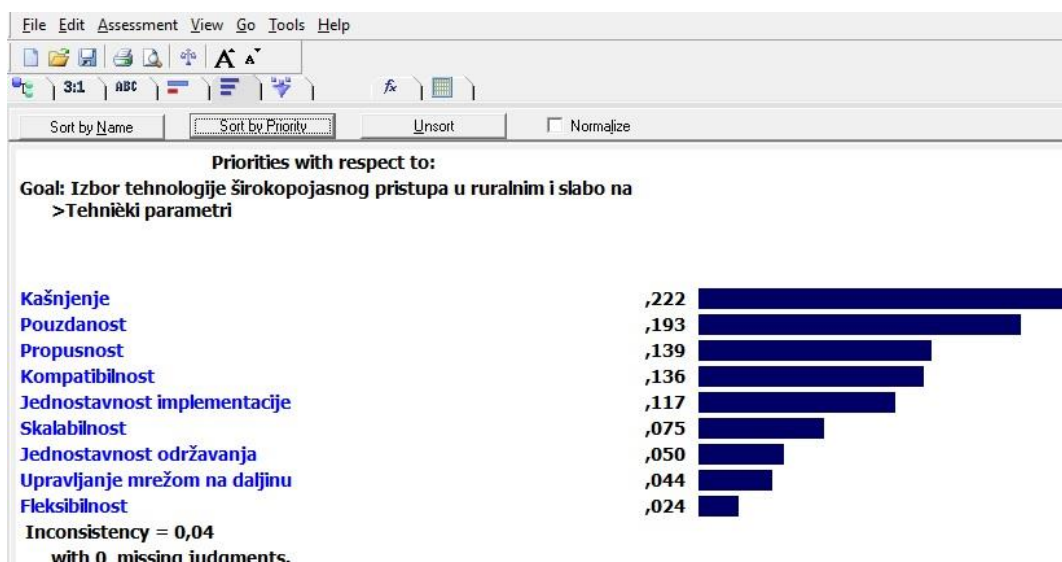 File Edit Assessment View Go Tools Help
A A
3:1 ABC fx
Sort by Name Sort by Priority Unsort Normalize
Priorities with respect to:
Goal: Izbor tehnologije širokopojasnog pristupa u ruralnim i slabo na
>Tehnièki parametri
Kašnjenje ,222
Pouzdanost ,193
Propusnost ,139
Kompatibilnost ,136
Jednostavnost implementacije ,117
Skalabilnost ,075
Jednostavnost održavanja ,050
Upravljanje mrežom na daljinu ,044
Fleksibilnost ,024
Inconsistency = 0,04
with 0 missing judgments.